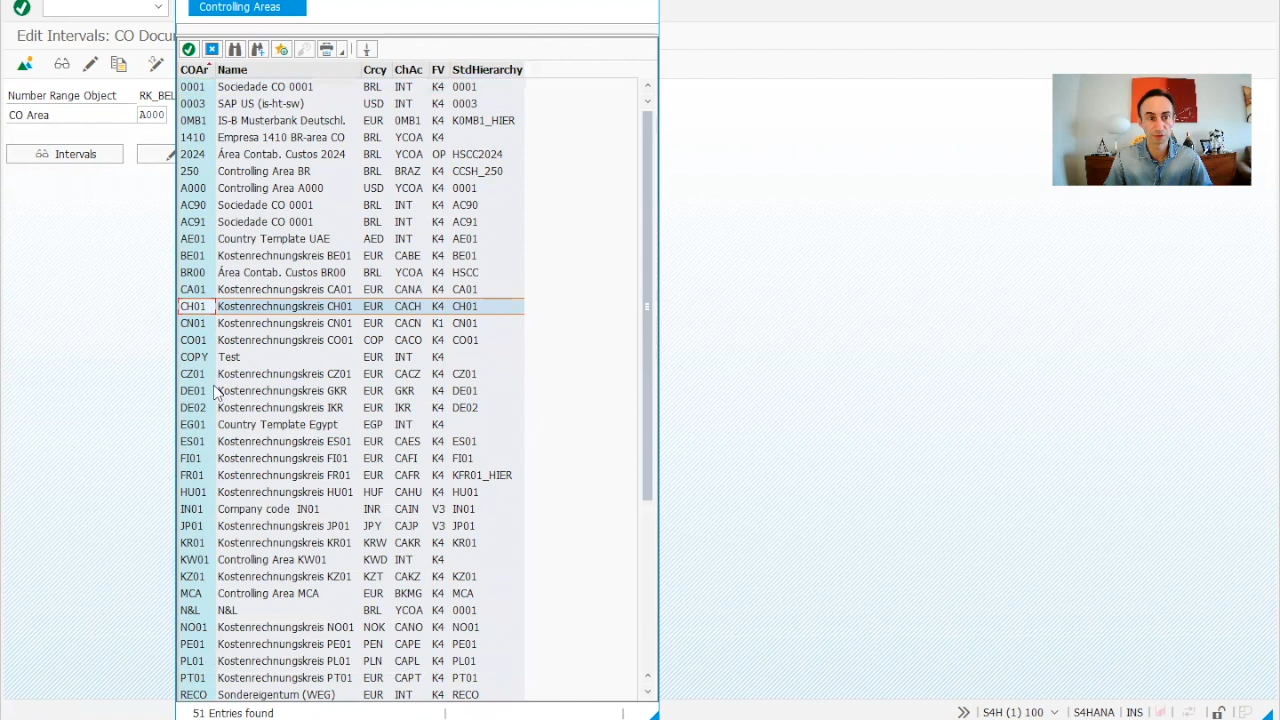 Controlling Areas
Edit Intervals: CO Docu
Number Range Object RK_BEL
CO Area A000
Intervals
COAr Name Crcy ChAc FV StdHierarchy
0001 Sociedade CO 0001 BRL INT K4 0001
0003 SAP US (is-ht-sw) USD INT K4 0003
0MB1 IS-B Musterbank Deutschl. EUR 0MB1 K4 K0MB1_HIER
1410 Empresa 1410 BR-area CO BRL YCOA K4
2024 Área Contab. Custos 2024 BRL YCOA OP HSCC2024
250 Controlling Area BR BRL BRAZ K4 CCSH_250
A000 Controlling Area A000 USD YCOA K4 0001
AC90 Sociedade CO 0001 BRL INT K4 AC90
AC91 Sociedade CO 0001 BRL INT K4 AC91
AE01 Country Template UAE AED INT K4 AE01
BE01 Kostenrechnungskreis BE01 EUR CABE K4 BE01
BR00 Área Contab. Custos BR00 BRL YCOA K4 HSCC
CA01 Kostenrechnungskreis CA01 EUR CANA K4 CA01
CH01 Kostenrechnungskreis CH01 EUR CACH K4 CH01
CN01 Kostenrechnungskreis CN01 EUR CACN K1 CN01
CO01 Kostenrechnungskreis CO01 COP CACO K4 CO01
COPY Test EUR INT K4
CZ01 Kostenrechnungskreis CZ01 EUR CACZ K4 CZ01
DE01 Kostenrechnungskreis GKR EUR GKR K4 DE01
DE02 Kostenrechnungskreis IKR EUR IKR K4 DE02
EG01 Country Template Egypt EGP INT K4
ES01 Kostenrechnungskreis ES01 EUR CAES K4 ES01
FI01 Kostenrechnungskreis FI01 EUR CAFI K4 FI01
FR01 Kostenrechnungskreis FR01 EUR CAFR K4 KFR01_HIER
HU01 Kostenrechnungskreis HU01 HUF CAHU K4 HU01
IN01 Company code IN01 INR CAIN V3 IN01
JP01 Kostenrechnungskreis JP01 JPY CAJP V3 JP01
KR01 Kostenrechnungskreis KR01 KRW CAKR K4 KR01
KW01 Controlling Area KW01 KWD INT K4
KZ01 Kostenrechnungskreis KZ01 KZT CAKZ K4 KZ01
MCA Controlling Area MCA EUR BKMG K4 MCA
N&L N&L BRL YCOA K4 0001
NO01 Kostenrechnungskreis NO01 NOK CANO K4 NO01
PE01 Kostenrechnungskreis PE01 PEN CAPE K4 PE01
PL01 Kostenrechnungskreis PL01 PLN CAPL K4 PL01
PT01 Kostenrechnungskreis PT01 EUR CAPT K4 PT01
RECO Sondereigentum (WEG) EUR INT K4 RECO
51 Entries found
S4H (1) 100 S4HANA INS